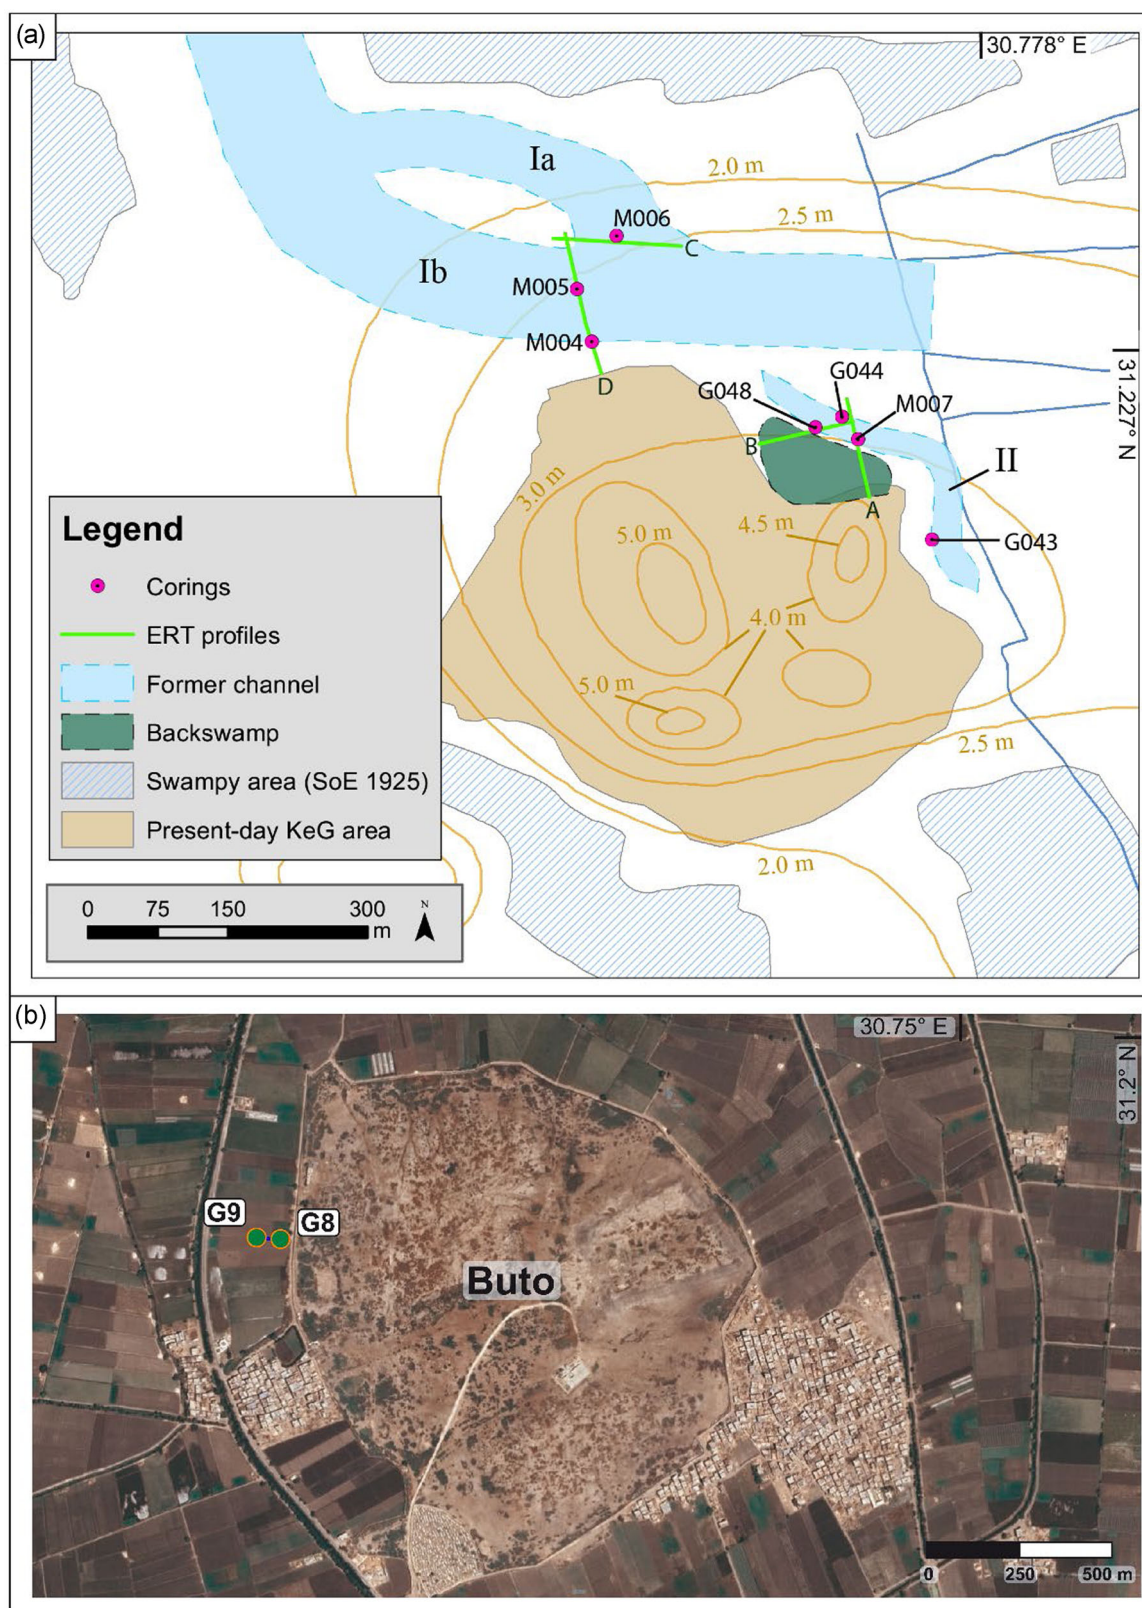 (a)
30.778° E
Ia
2.0 m
M006
2.5 m
C
Ib
M005
M004
D
31.227° N
G044
G048
M007
B
II
3.0 m
A
4.5 m
5.0 m
G043
4.0 m
5.0 m
2.5 m
2.0 m
Legend
Corings
ERT profiles
Former channel
Backswamp
Swampy area (SoE 1925)
Present-day KeG area
0 75 150 300
m
N
(b)
30.75° E
31.2° N
G9
G8
Buto
0 250 500 m